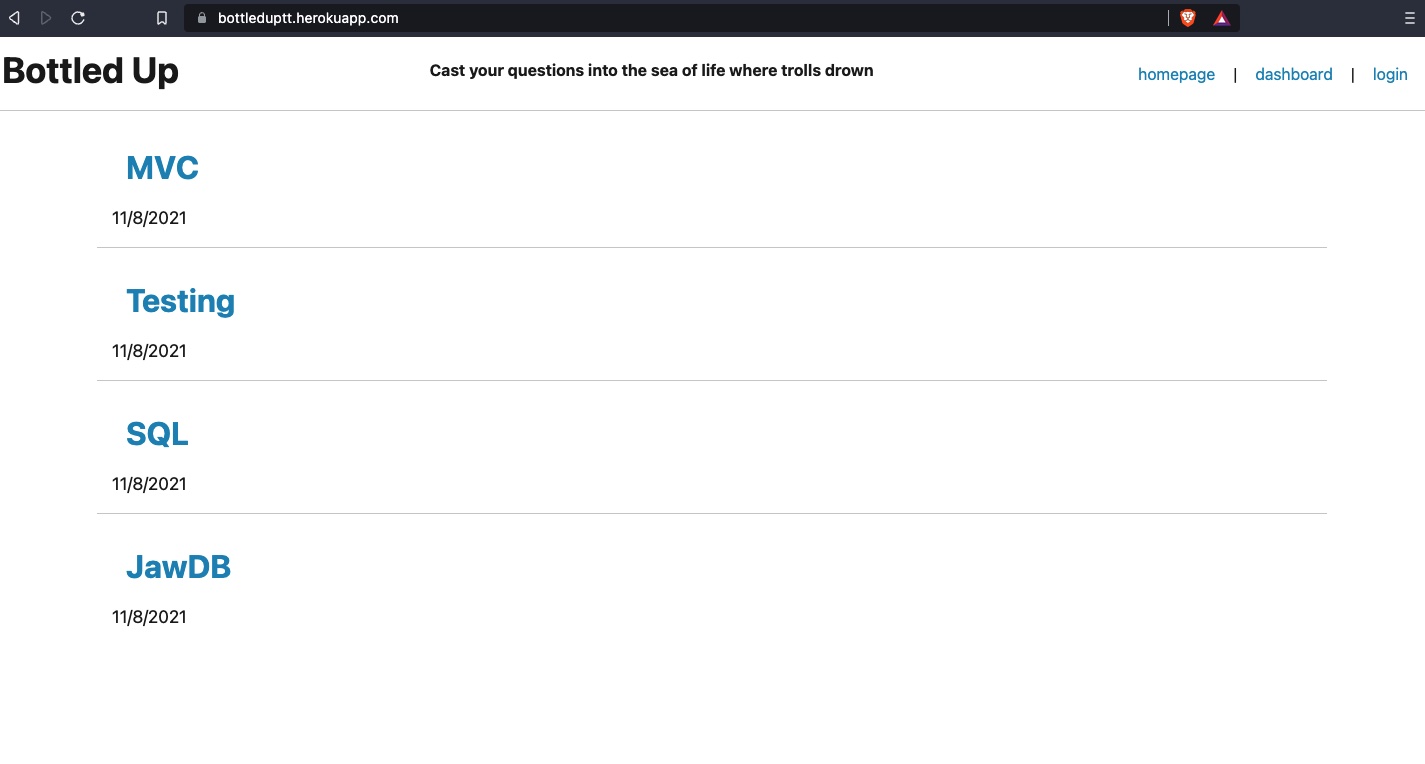 bottleduptt.herokuapp.com
Bottled Up
Cast your questions into the sea of life where trolls drown
homepage | dashboard | login
MVC
11/8/2021
Testing
11/8/2021
SQL
11/8/2021
JawDB
11/8/2021